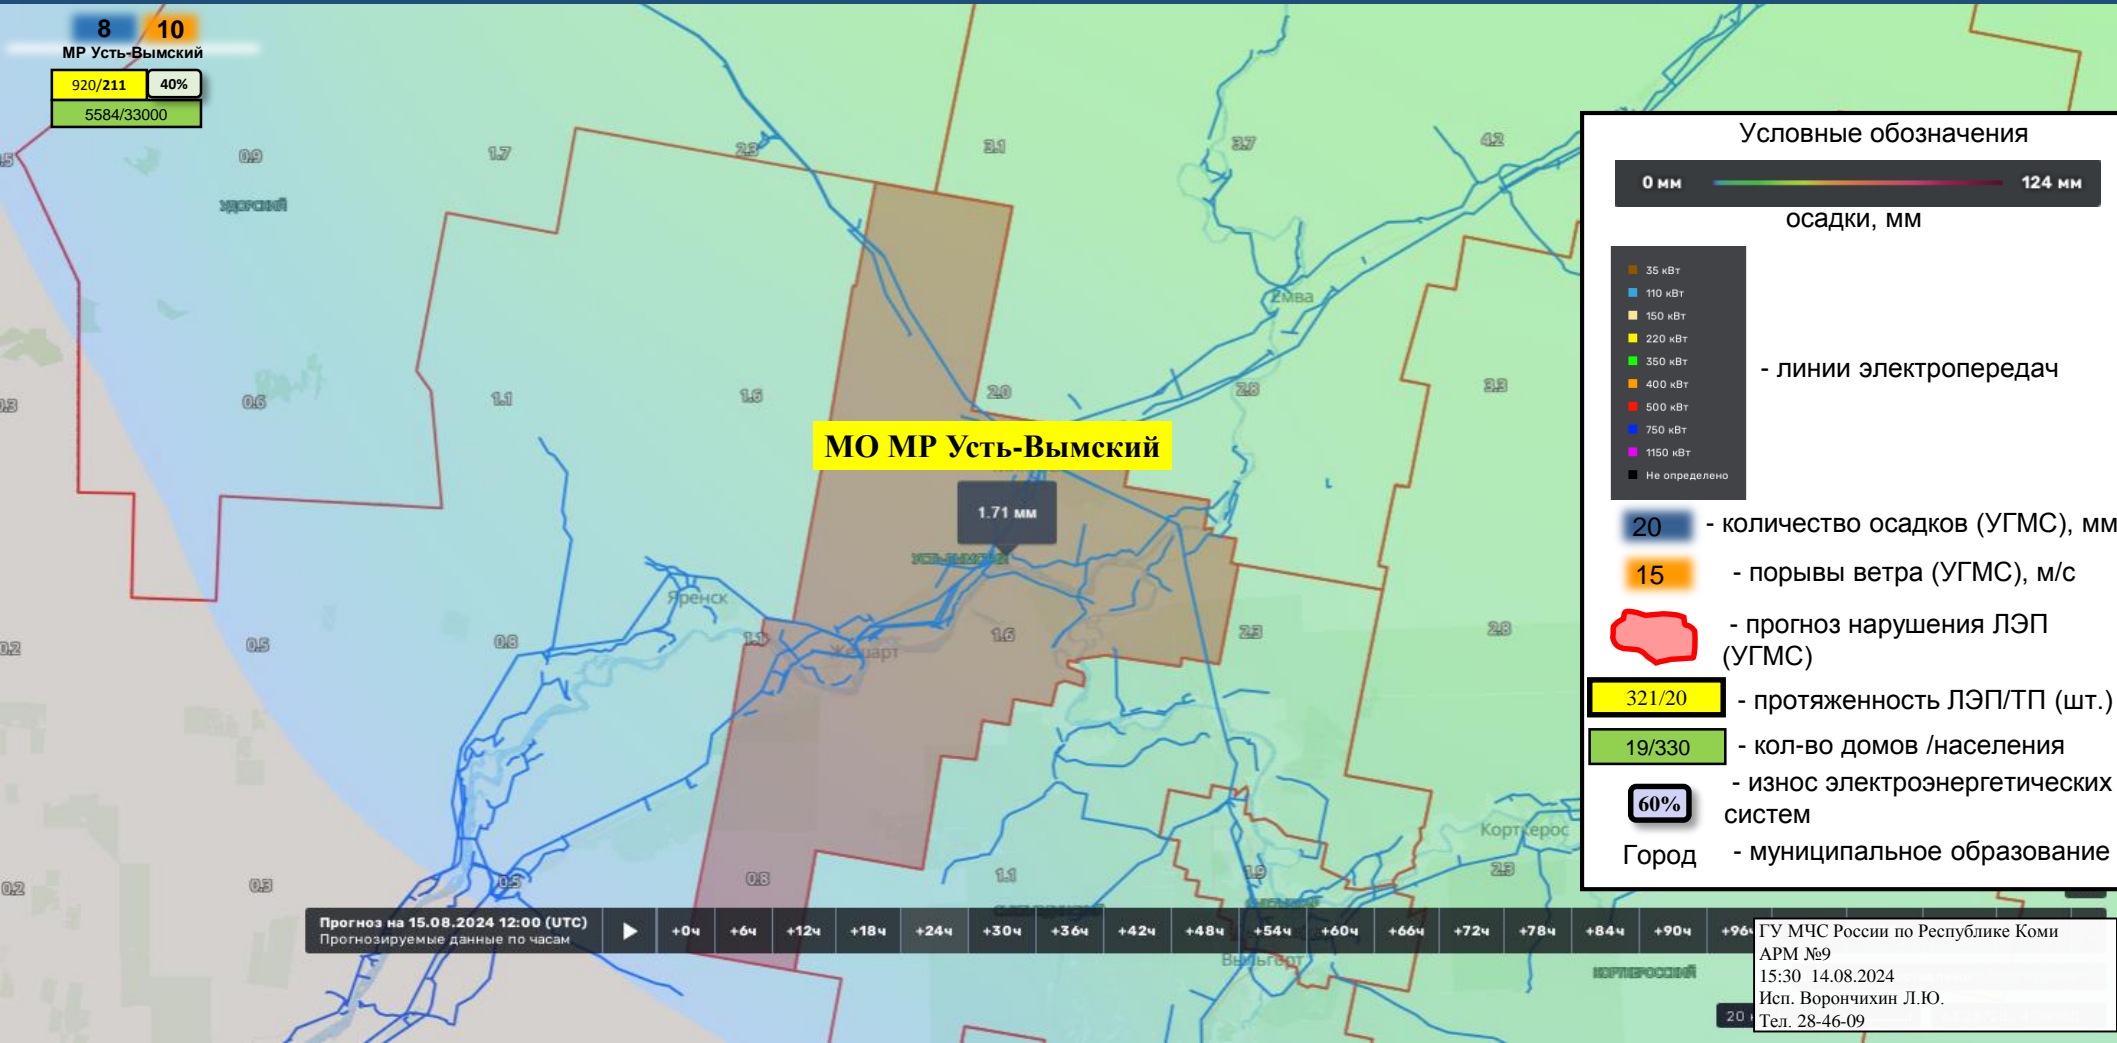 8 10
МР Усть-Вымский
920/211 40%
5584/33000
0.9
1.7
2.3
3.1
3.7
4.2
УДОРСКИЙ
Емва
0.3
0.6
1.1
1.6
2.0
2.8
3.3
МО МР Усть-Вымский
1.71 мм
УСТЬ-ВЫМСКИЙ
Яренск
Жешарт
0.2
0.5
0.8
1.1
1.6
2.3
2.8
Корткерос
0.2
0.3
0.5
0.8
1.1
1.9
2.3
Выльгорт
КОРТКЕРОССКИЙ
Прогноз на 15.08.2024 12:00 (UTC)
Прогнозируемые данные по часам
+0ч +6ч +12ч +18ч +24ч +30ч +36ч +42ч +48ч +54ч +60ч +66ч +72ч +78ч +84ч +90ч +96ч
Условные обозначения
0 мм 124 мм
осадки, мм
35 кВт
110 кВт
150 кВт
220 кВт
350 кВт
400 кВт
500 кВт
750 кВт
1150 кВт
Не определено
- линии электропередач
20 - количество осадков (УГМС), мм
15 - порывы ветра (УГМС), м/с
- прогноз нарушения ЛЭП
(УГМС)
321/20 - протяженность ЛЭП/ТП (шт.)
19/330 - кол-во домов /населения
60% - износ электроэнергетических
систем
Город - муниципальное образование
ГУ МЧС России по Республике Коми
АРМ №9
15:30 14.08.2024
Исп. Ворончихин Л.Ю.
Тел. 28-46-09
20